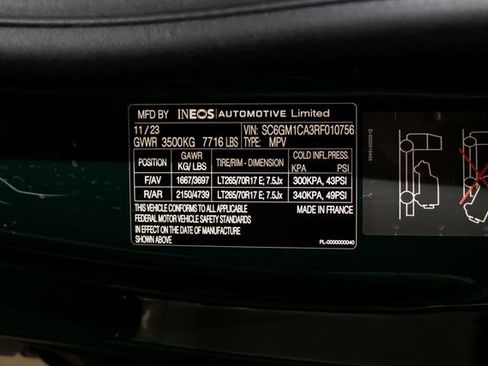 MFD BY INEOS AUTOMOTIVE Limited
11 / 23 VIN: SC6GM1CA3RF010756
GVWR 3500KG 7716 LBS TYPE: MPV
POSITION GAWR KG/ LBS TIRE/RIM - DIMENSION COLD INFL.PRESS. KPA PSI
F/AV 1667/3697 LT265/70R17 E; 7.5Jx 300KPA, 43PSI
R/AR 2150/4739 LT265/70R17 E; 7.5Jx 340KPA, 49PSI
THIS VEHICLE CONFORMS TO ALL APPLICABLE MADE IN FRANCE
FEDERAL MOTOR VEHICLE SAFETY STANDARDS
IN EFFECT ON THE DATE OF MANUFACTURE
SHOWN ABOVE PL-0000000040